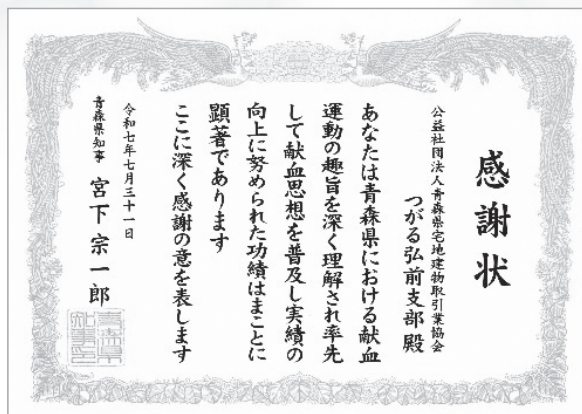 感謝状
公益社団法人青森県宅地建物取引業協会
つがる弘前支部殿
あなたは青森県における献血
運動の趣旨を深く理解され率先
して献血思想を普及し実績の
向上に努められた功績はまことに
顕著であります
ここに深く感謝の意を表します
令和七年七月三十一日
青森県知事 宮下宗一郎